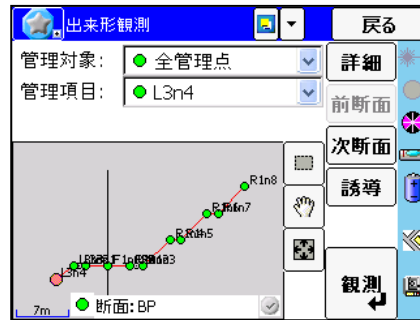 出来形観測
戻る
管理対象: 全管理点
詳細
管理項目: L3n4
前断面
次断面
誘導
R1n8
L3n4
7m
断面:BP
観測